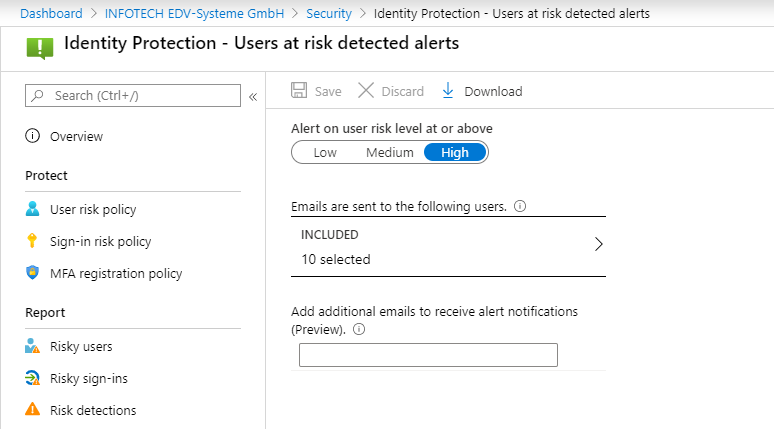 Dashboard > INFOTECH EDV-Systeme GmbH > Security > Identity Protection - Users at risk detected alerts
Identity Protection - Users at risk detected alerts
Search (Ctrl+/)
«
Save
Discard
Download
Overview
Protect
User risk policy
Sign-in risk policy
MFA registration policy
Report
Risky users
Risky sign-ins
Risk detections
Alert on user risk level at or above
Low Medium High
Emails are sent to the following users.
INCLUDED
10 selected
Add additional emails to receive alert notifications
(Preview).